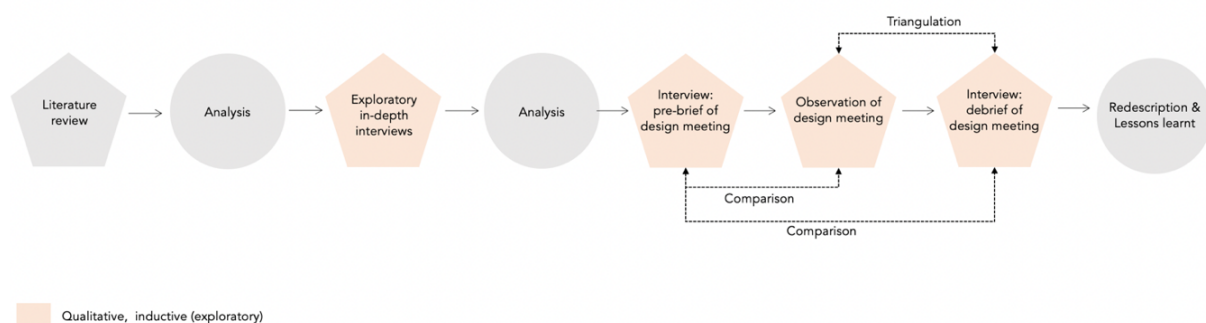 Triangulation
Literature
review
Analysis
Exploratory
in-depth
interviews
Analysis
Interview:
pre-brief of
design meeting
Observation of
design meeting
Interview:
debrief of
design meeting
Redescription &
Lessons learnt
Comparison
Comparison
Qualitative, inductive (exploratory)